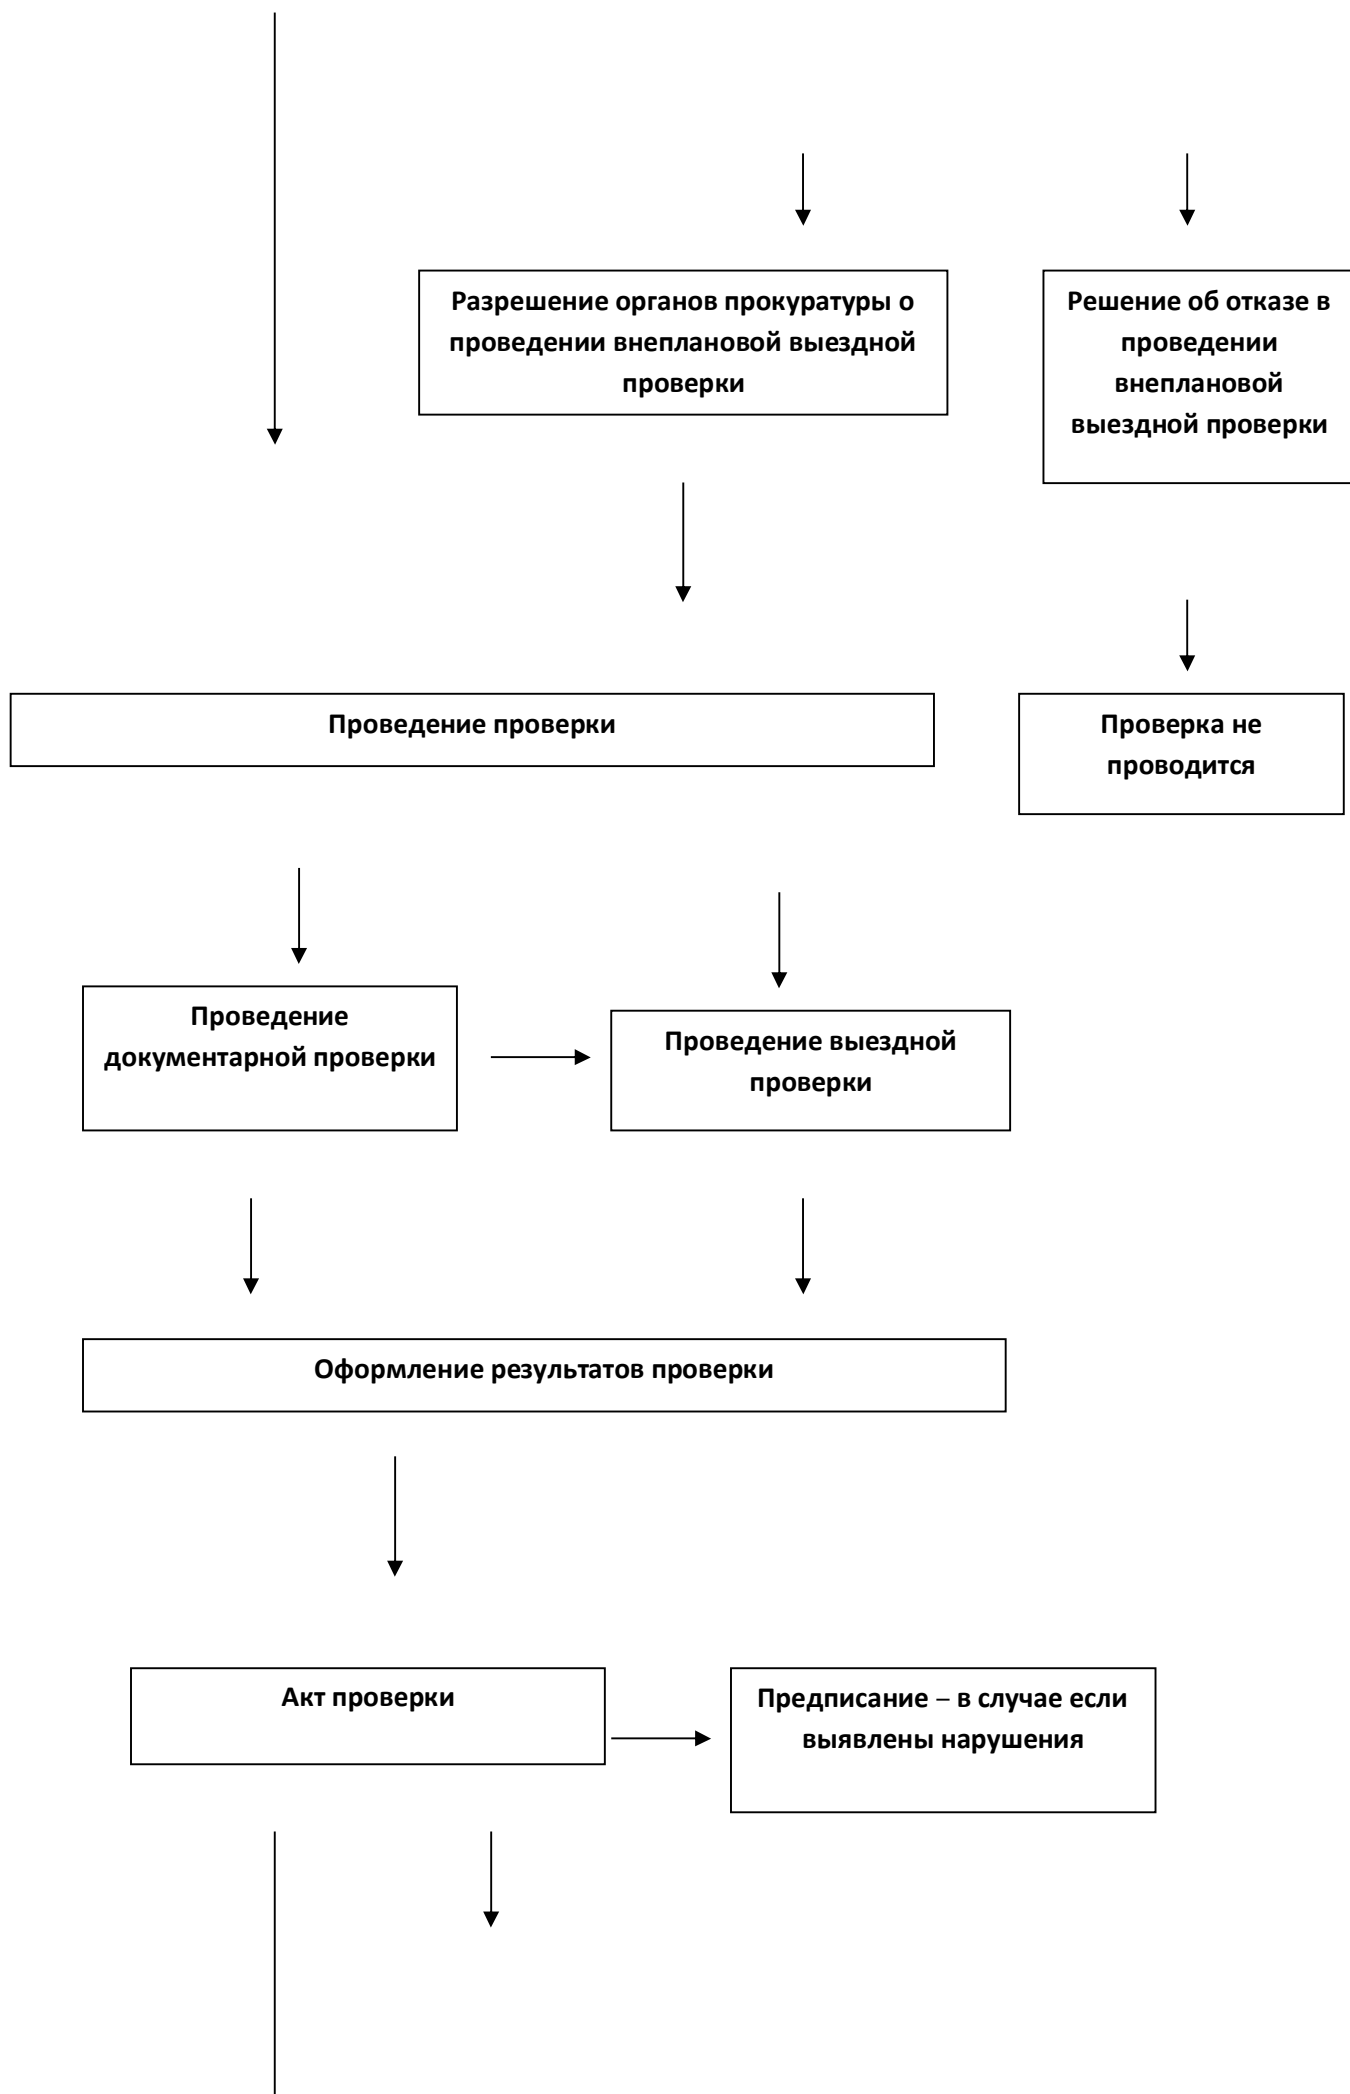 Разрешение органов прокуратуры о
проведении внеплановой выездной
проверки
Решение об отказе в
проведении
внеплановой
выездной проверки
Проведение проверки
Проверка не
проводится
Проведение
документарной проверки
Проведение выездной
проверки
Оформление результатов проверки
Акт проверки
Предписание – в случае если
выявлены нарушения